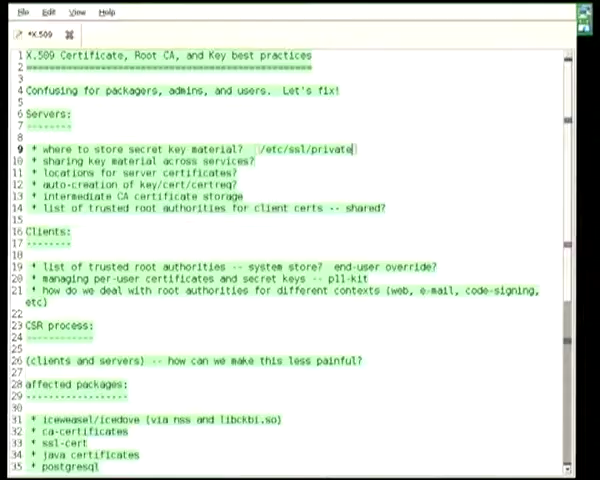 File Edit View Help
*X.509
1 X.509 Certificate, Root CA, and Key best practices
2 ==================================================
3
4 Confusing for packagers, admins, and users. Let's fix!
5
6 Servers:
7 --------
8
9 * where to store secret key material? [/etc/ssl/private]
10 * sharing key material across services?
11 * locations for server certificates?
12 * auto-creation of key/cert/certreq?
13 * intermediate CA certificate storage
14 * list of trusted root authorities for client certs -- shared?
15
16 Clients:
17 --------
18
19 * list of trusted root authorities -- system store? end-user override?
20 * managing per-user certificates and secret keys -- p11-kit
21 * how do we deal with root authorities for different contexts (web, e-mail, code-signing,
etc)
22
23 CSR process:
24 ------------
25
26 (clients and servers) -- how can we make this less painful?
27
28 affected packages:
29 ------------------
30
31 * iceweasel/icedove (via nss and libckbi.so)
32 * ca-certificates
33 * ssl-cert
34 * java certificates
35 * postgresql